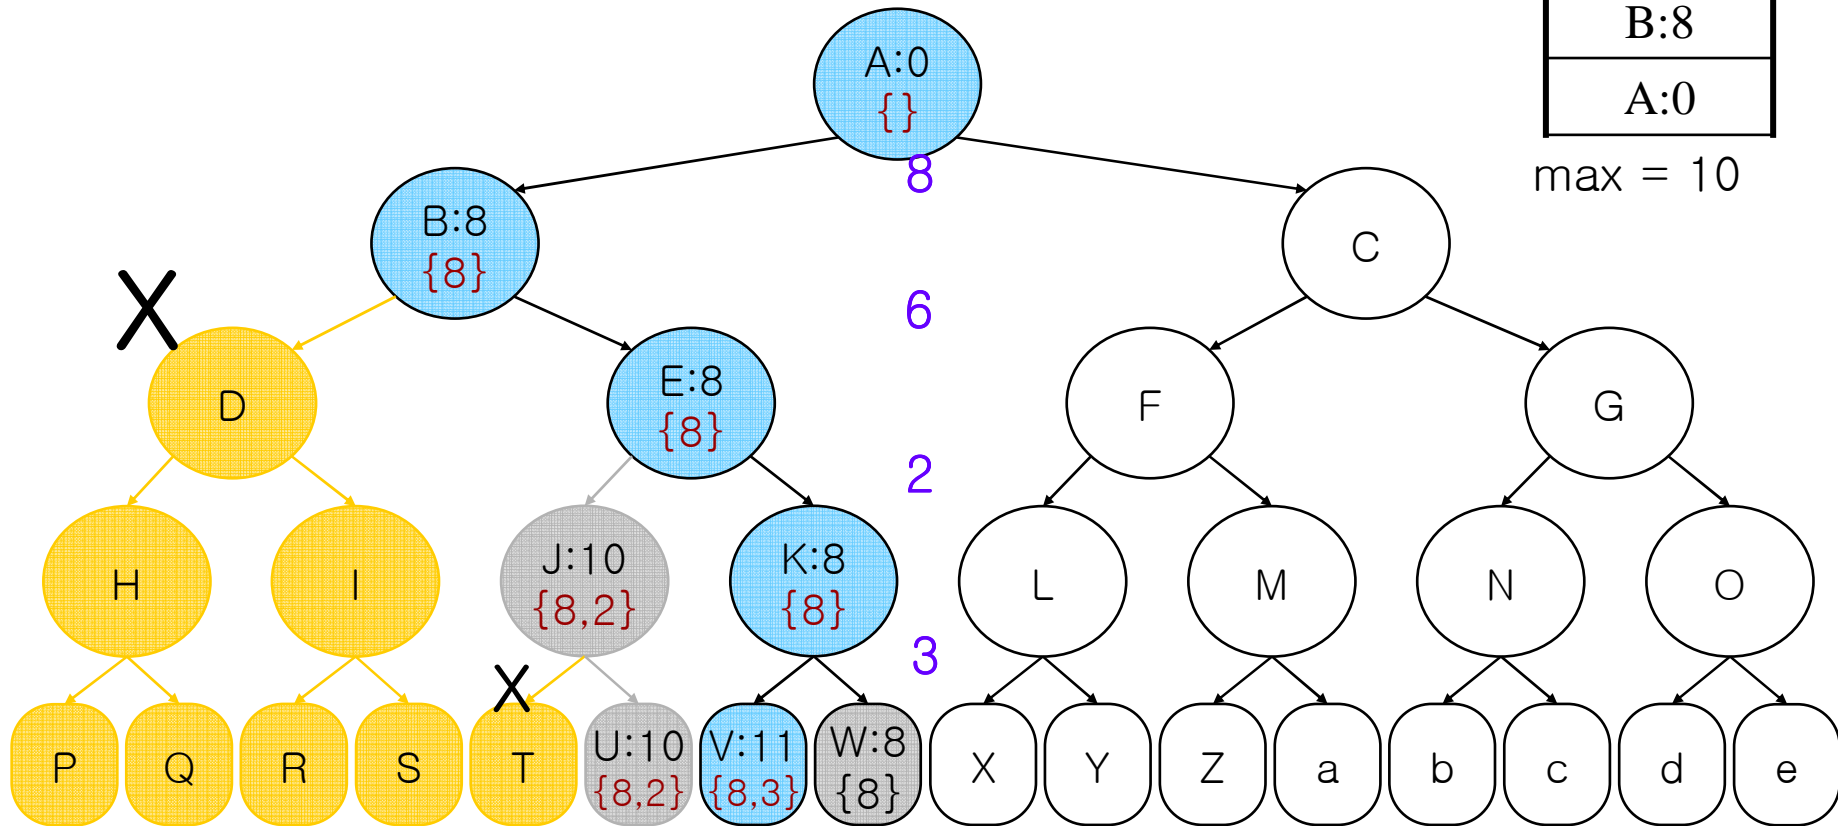 B:8
A:0
max = 10
A:0
{}
8
B:8
{8}
C
X
6
D
E:8
{8}
F
G
2
H
I
J:10
{8,2}
K:8
{8}
L
M
N
O
3
X
P
Q
R
S
T
U:10
{8,2}
V:11
{8,3}
W:8
{8}
X
Y
Z
a
b
c
d
e